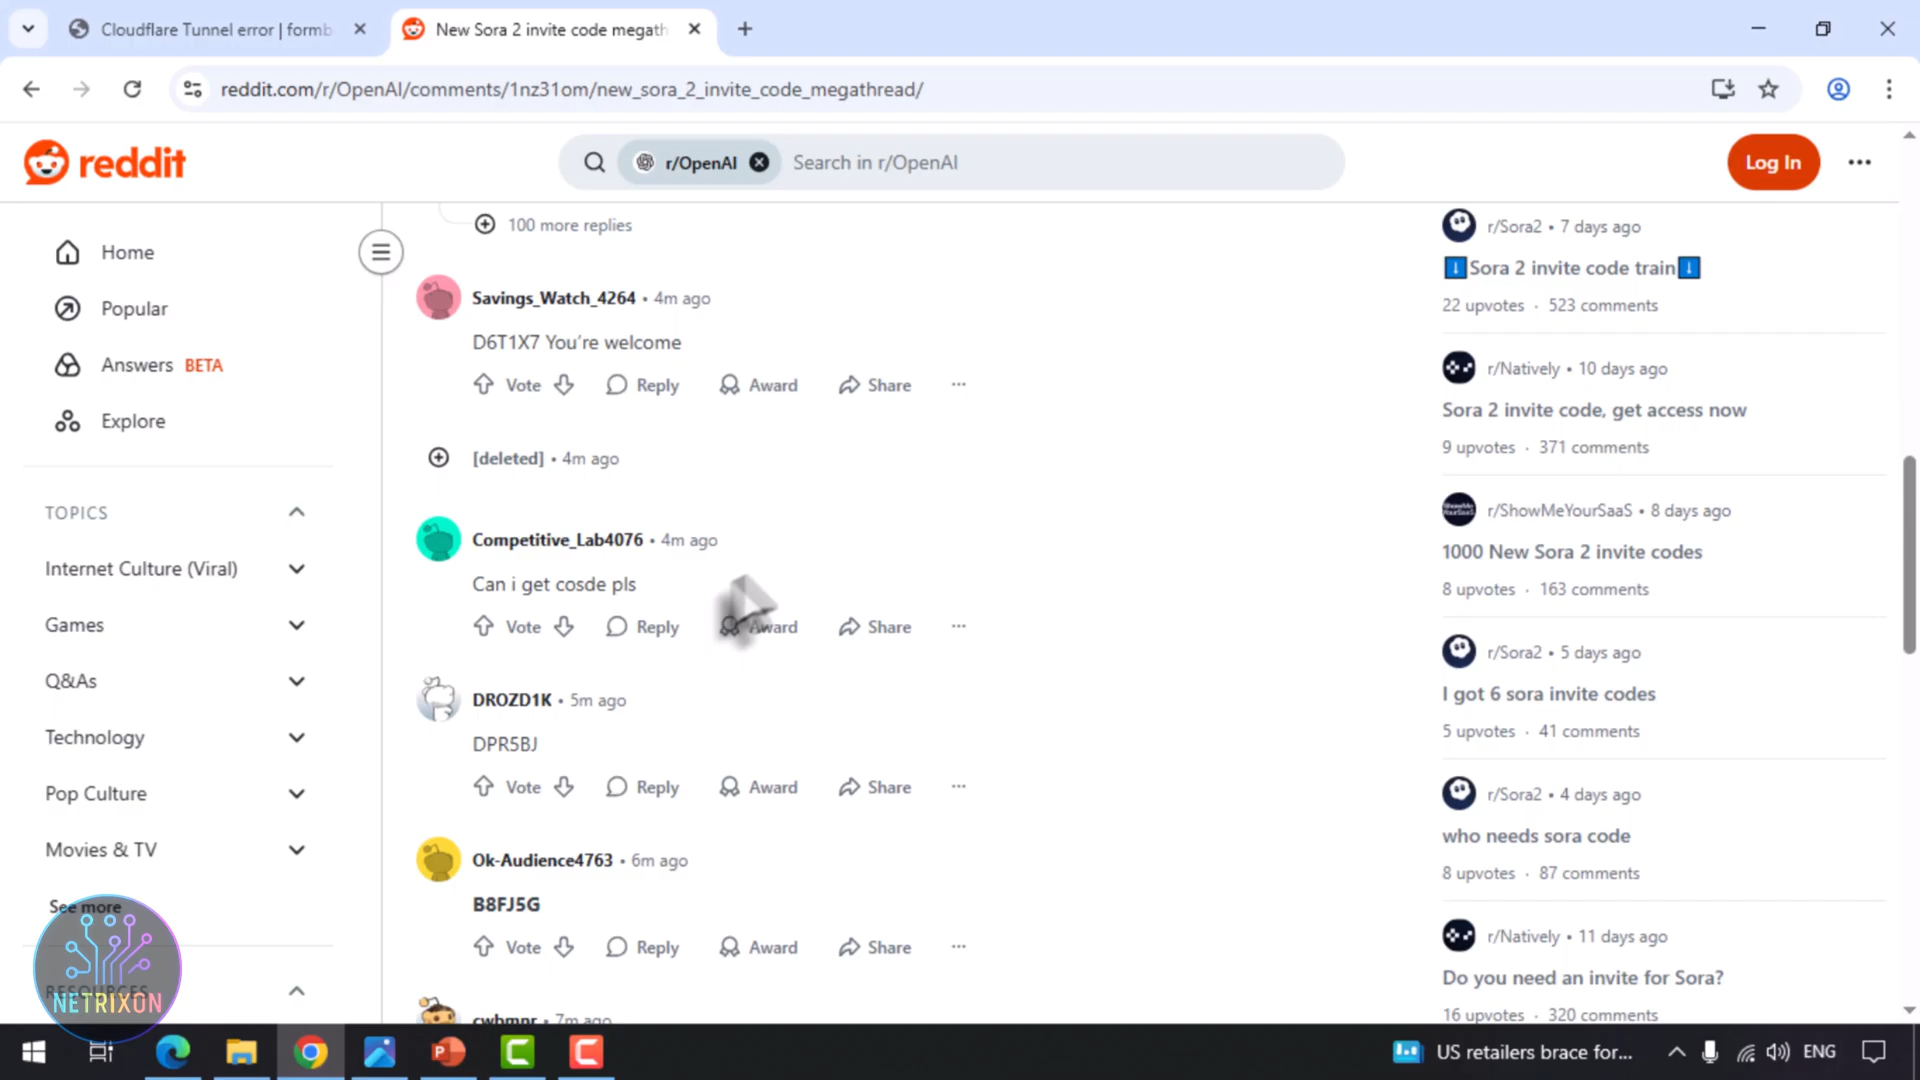 Cloudflare Tunnel error | formb
New Sora 2 invite code megath
reddit.com/r/OpenAI/comments/1nz31om/new_sora_2_invite_code_megathread/
reddit
r/OpenAI
Search in r/OpenAI
Log In
Home
Popular
Answers BETA
Explore
TOPICS
Internet Culture (Viral)
Games
Q&As
Technology
Pop Culture
Movies & TV
See more
RESOURCES
NETRIXON
100 more replies
Savings_Watch_4264 • 4m ago
D6T1X7 You're welcome
Vote Reply Award Share
[deleted] • 4m ago
Competitive_Lab4076 • 4m ago
Can i get cosde pls
Vote Reply Award Share
DROZD1K • 5m ago
DPR5BJ
Vote Reply Award Share
Ok-Audience4763 • 6m ago
B8FJ5G
Vote Reply Award Share
cwbmnr • 7m ago
r/Sora2 • 7 days ago
Sora 2 invite code train
22 upvotes · 523 comments
r/Natively • 10 days ago
Sora 2 invite code, get access now
9 upvotes · 371 comments
r/ShowMeYourSaaS • 8 days ago
1000 New Sora 2 invite codes
8 upvotes · 163 comments
r/Sora2 • 5 days ago
I got 6 sora invite codes
5 upvotes · 41 comments
r/Sora2 • 4 days ago
who needs sora code
8 upvotes · 87 comments
r/Natively • 11 days ago
Do you need an invite for Sora?
16 upvotes · 320 comments
US retailers brace for...
ENG